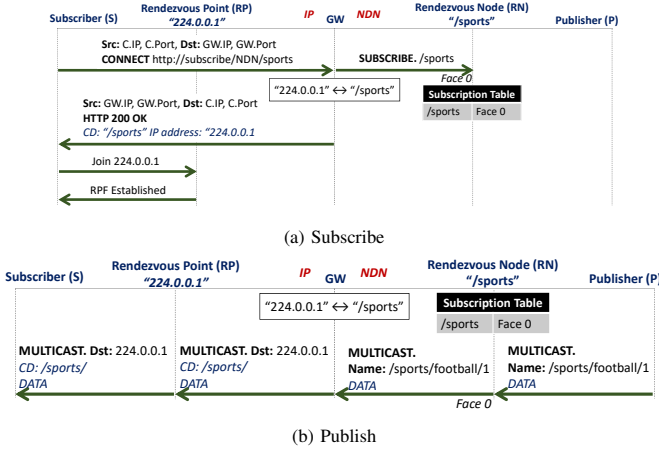 Subscriber (S)
Rendezvous Point (RP)
"224.0.0.1"
IP
GW
NDN
Rendezvous Node (RN)
"/sports"
Publisher (P)
Src: C.IP, C.Port, Dst: GW.IP, GW.Port
CONNECT http://subscribe/NDN/sports
SUBSCRIBE. /sports
Face 0
"224.0.0.1" ↔ "/sports"
Subscription Table
/sports Face 0
Src: GW.IP, GW.Port, Dst: C.IP, C.Port
HTTP 200 OK
CD: "/sports" IP address: "224.0.0.1
Join 224.0.0.1
RPF Established
(a) Subscribe
Subscriber (S)
Rendezvous Point (RP)
"224.0.0.1"
IP
GW
NDN
Rendezvous Node (RN)
"/sports"
Publisher (P)
"224.0.0.1" ↔ "/sports"
Subscription Table
/sports Face 0
MULTICAST. Dst: 224.0.0.1
CD: /sports/
DATA
MULTICAST. Dst: 224.0.0.1
CD: /sports/
DATA
MULTICAST.
Name: /sports/football/1
DATA
Face 0
MULTICAST.
Name: /sports/football/1
DATA
(b) Publish